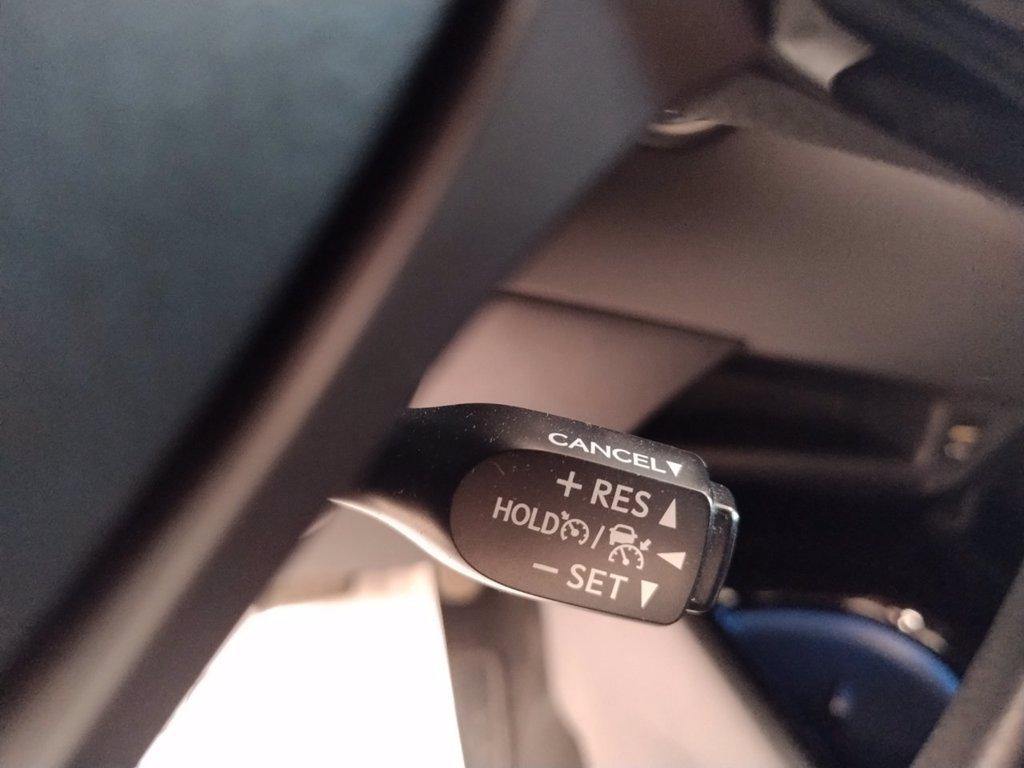 CANCEL▼
+ RES ▲
HOLD /
− SET ▼